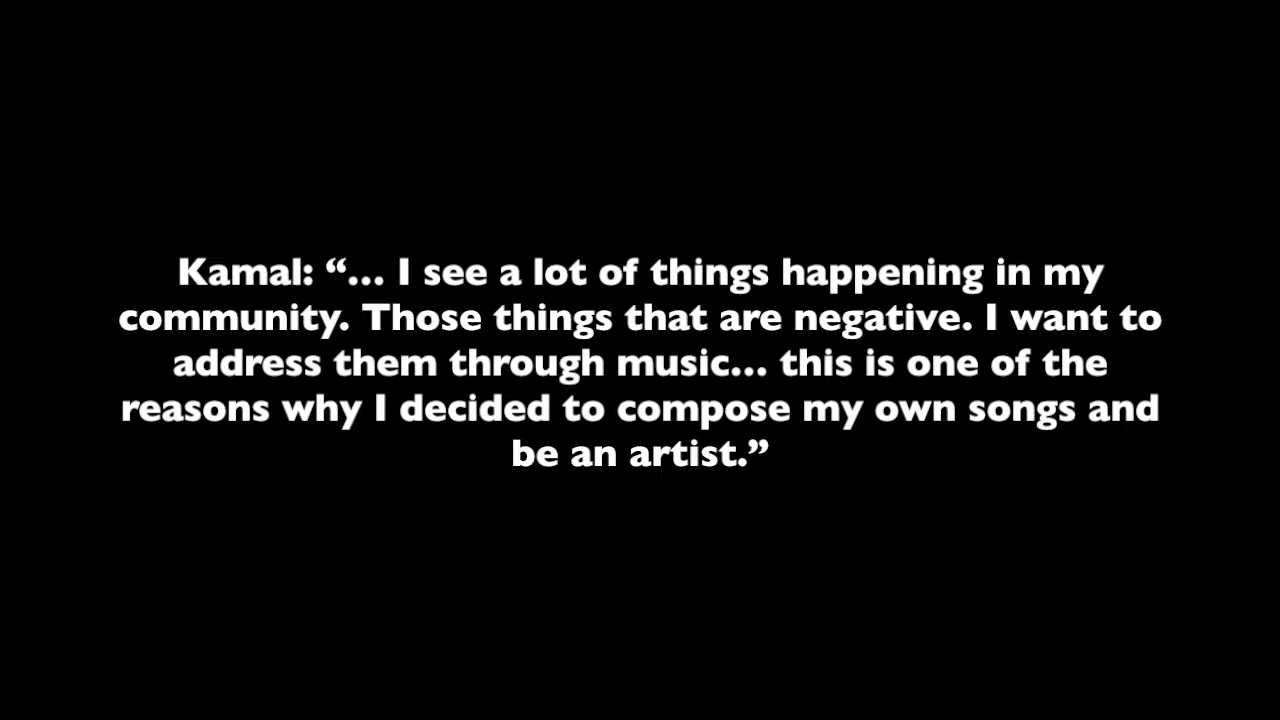 Kamal: “... I see a lot of things happening in my
community. Those things that are negative. I want to
address them through music... this is one of the
reasons why I decided to compose my own songs and
be an artist.”